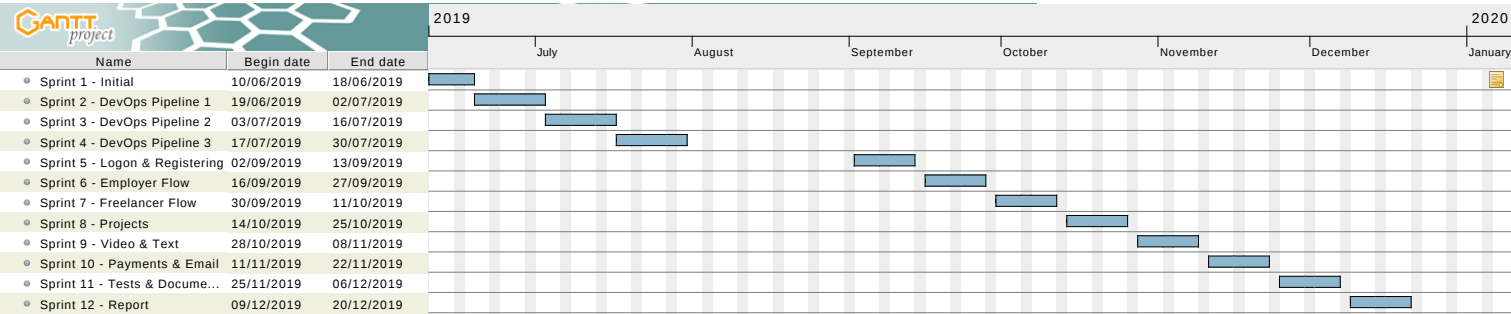 GANTT project
2019 2020
July August September October November December January
Name Begin date End date
Sprint 1 - Initial 10/06/2019 18/06/2019
Sprint 2 - DevOps Pipeline 1 19/06/2019 02/07/2019
Sprint 3 - DevOps Pipeline 2 03/07/2019 16/07/2019
Sprint 4 - DevOps Pipeline 3 17/07/2019 30/07/2019
Sprint 5 - Logon & Registering 02/09/2019 13/09/2019
Sprint 6 - Employer Flow 16/09/2019 27/09/2019
Sprint 7 - Freelancer Flow 30/09/2019 11/10/2019
Sprint 8 - Projects 14/10/2019 25/10/2019
Sprint 9 - Video & Text 28/10/2019 08/11/2019
Sprint 10 - Payments & Email 11/11/2019 22/11/2019
Sprint 11 - Tests & Docume... 25/11/2019 06/12/2019
Sprint 12 - Report 09/12/2019 20/12/2019